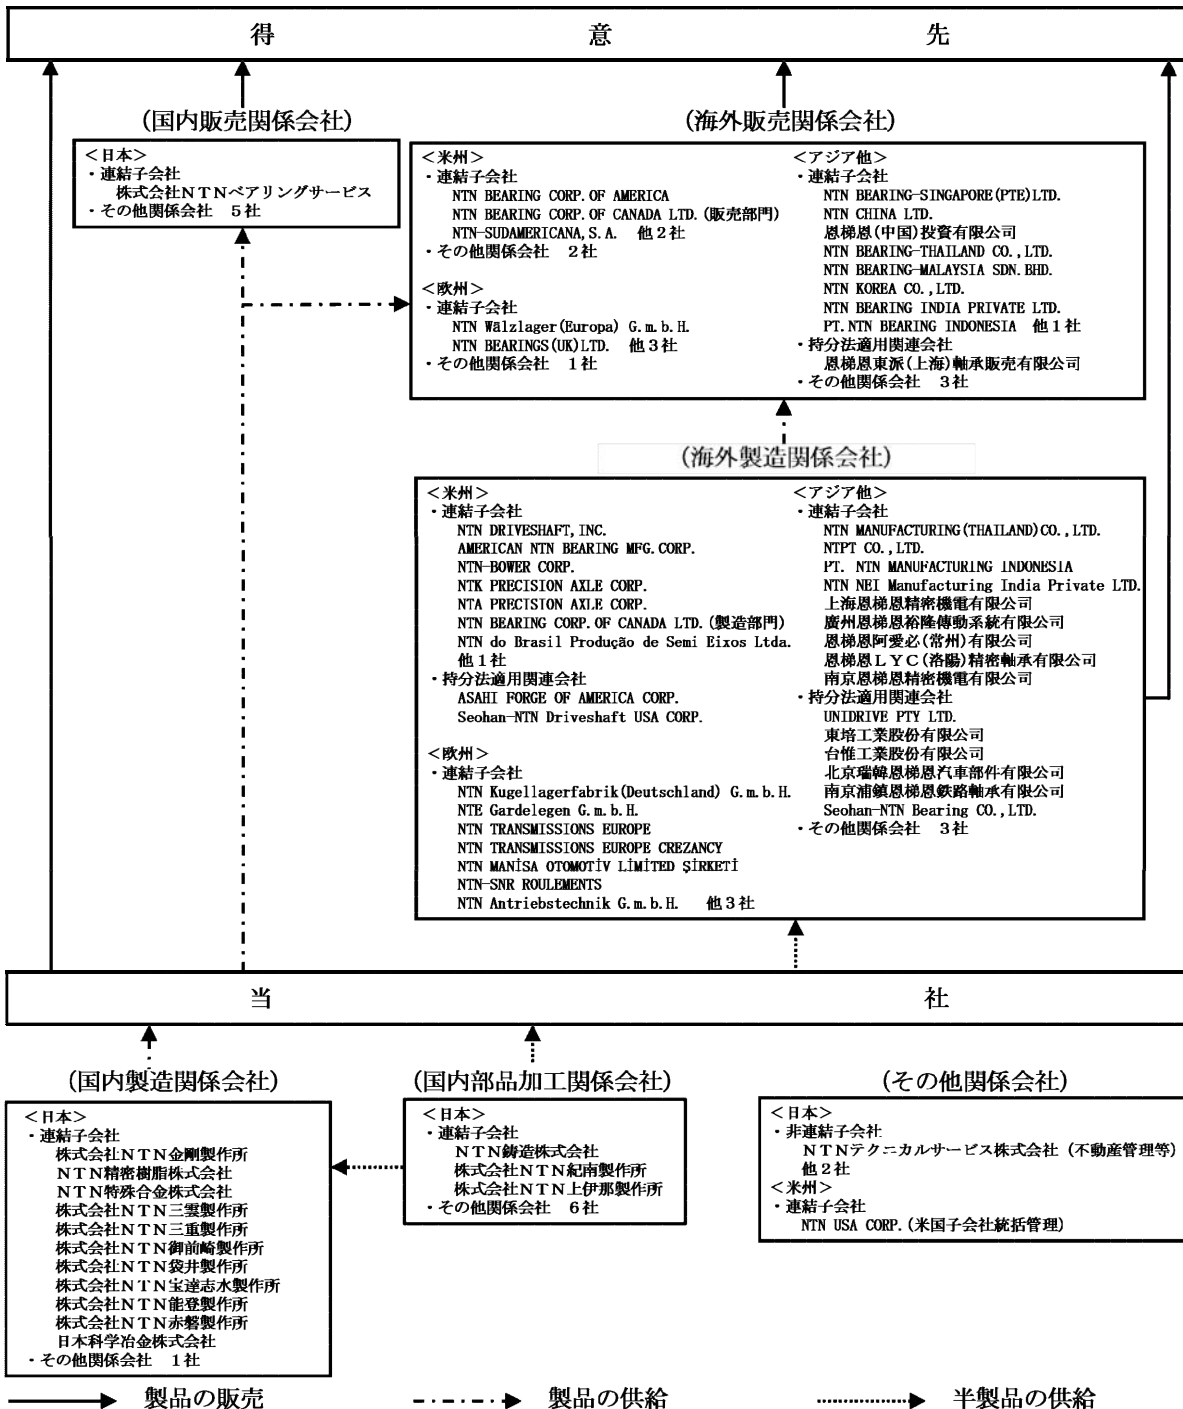 得意先
(国内販売関係会社)
＜日本＞
・連結子会社
株式会社ＮＴＮベアリングサービス
・その他関係会社 ５社
(海外販売関係会社)
＜米州＞
・連結子会社
NTN BEARING CORP.OF AMERICA
NTN BEARING CORP.OF CANADA LTD.(販売部門)
NTN-SUDAMERICANA,S.A. 他２社
・その他関係会社 ２社
＜欧州＞
・連結子会社
NTN Wälzlager(Europa) G.m.b.H.
NTN BEARINGS(UK)LTD. 他３社
・その他関係会社 １社
＜アジア他＞
・連結子会社
NTN BEARING-SINGAPORE(PTE)LTD.
NTN CHINA LTD.
恩梯恩(中国)投資有限公司
NTN BEARING-THAILAND CO.,LTD.
NTN BEARING-MALAYSIA SDN.BHD.
NTN KOREA CO.,LTD.
NTN BEARING INDIA PRIVATE LTD.
PT.NTN BEARING INDONESIA 他１社
・持分法適用関連会社
恩梯恩東派(上海)軸承販売有限公司
・その他関係会社 ３社
(海外製造関係会社)
＜米州＞
・連結子会社
NTN DRIVESHAFT,INC.
AMERICAN NTN BEARING MFG.CORP.
NTN-BOWER CORP.
NTK PRECISION AXLE CORP.
NTA PRECISION AXLE CORP.
NTN BEARING CORP.OF CANADA LTD.(製造部門)
NTN do Brasil Produção de Semi Eixos Ltda.
他１社
・持分法適用関連会社
ASAHI FORGE OF AMERICA CORP.
Seohan-NTN Driveshaft USA CORP.
＜欧州＞
・連結子会社
NTN Kugellagerfabrik(Deutschland) G.m.b.H.
NTE Gardelegen G.m.b.H.
NTN TRANSMISSIONS EUROPE
NTN TRANSMISSIONS EUROPE CREZANCY
NTN MANİSA OTOMOTİV LİMİTED ŞİRKETİ
NTN-SNR ROULEMENTS
NTN Antriebstechnik G.m.b.H. 他３社
＜アジア他＞
・連結子会社
NTN MANUFACTURING(THAILAND)CO.,LTD.
NTPT CO.,LTD.
PT. NTN MANUFACTURING INDONESIA
NTN NEI Manufacturing India Private LTD.
上海恩梯恩精密機電有限公司
廣州恩梯恩裕隆傳動系統有限公司
恩梯恩阿愛必(常州)有限公司
恩梯恩ＬＹＣ(洛陽)精密軸承有限公司
南京恩梯恩精密機電有限公司
・持分法適用関連会社
UNIDRIVE PTY LTD.
東培工業股份有限公司
台惟工業股份有限公司
北京瑞韓恩梯恩汽車部件有限公司
南京浦鎮恩梯恩鉄路軸承有限公司
Seohan-NTN Bearing CO.,LTD.
・その他関係会社 ３社
当社
(国内製造関係会社)
＜日本＞
・連結子会社
株式会社ＮＴＮ金剛製作所
ＮＴＮ精密樹脂株式会社
ＮＴＮ特殊合金株式会社
株式会社ＮＴＮ三雲製作所
株式会社ＮＴＮ三重製作所
株式会社ＮＴＮ御前崎製作所
株式会社ＮＴＮ袋井製作所
株式会社ＮＴＮ宝達志水製作所
株式会社ＮＴＮ能登製作所
株式会社ＮＴＮ赤磐製作所
日本科学冶金株式会社
・その他関係会社 １社
(国内部品加工関係会社)
＜日本＞
・連結子会社
ＮＴＮ鋳造株式会社
株式会社ＮＴＮ紀南製作所
株式会社ＮＴＮ上伊那製作所
・その他関係会社 ６社
(その他関係会社)
＜日本＞
・非連結子会社
ＮＴＮテクニカルサービス株式会社 (不動産管理等)
他２社
＜米州＞
・連結子会社
NTN USA CORP.(米国子会社統括管理)
製品の販売
製品の供給
半製品の供給